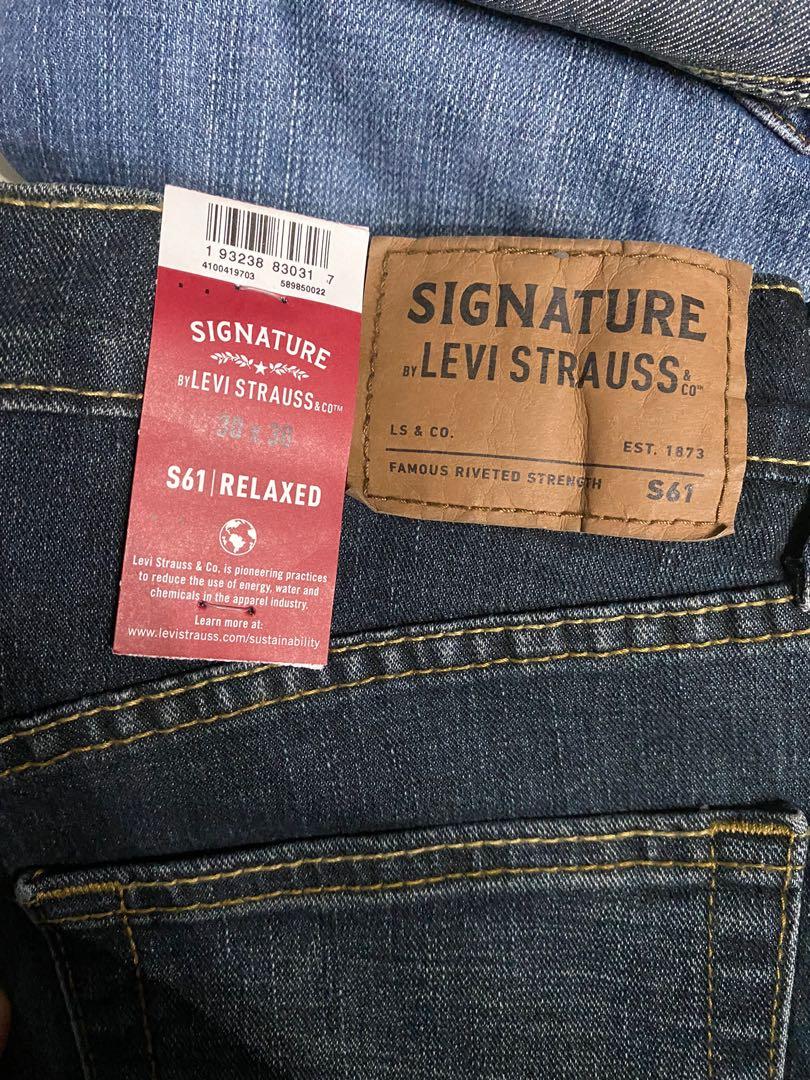 1 93238 83031 7
4100419703 589850022
SIGNATURE
BY LEVI STRAUSS & CO™
S61 | RELAXED
Levi Strauss & Co. is pioneering practices
to reduce the use of energy, water and
chemicals in the apparel industry.
Learn more at:
www.levistrauss.com/sustainability
SIGNATURE
BY LEVI STRAUSS & CO™
LS & CO.
EST. 1873
FAMOUS RIVETED STRENGTH
S61